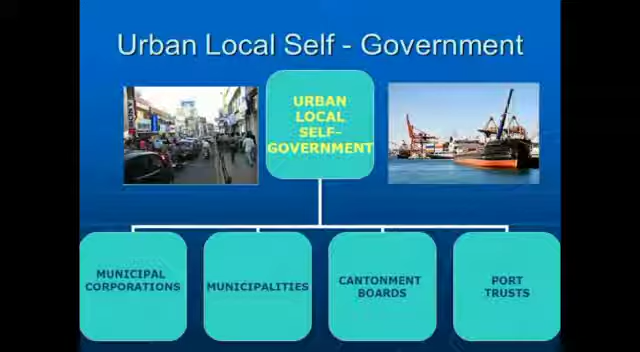 Urban Local Self - Government
URBAN
LOCAL
SELF-
GOVERNMENT
MUNICIPAL
CORPORATIONS
MUNICIPALITIES
CANTONMENT
BOARDS
PORT
TRUSTS